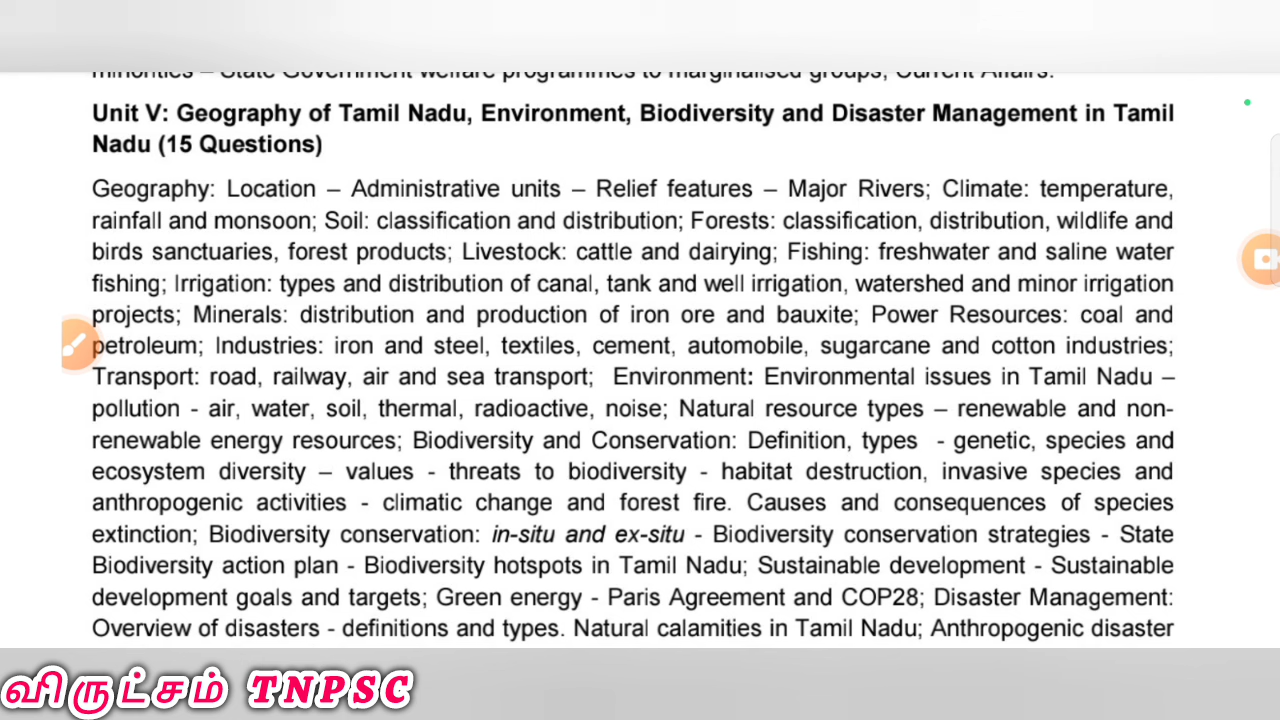 minorities – State Government welfare programmes to marginalised groups, Current Affairs.
Unit V: Geography of Tamil Nadu, Environment, Biodiversity and Disaster Management in Tamil
Nadu (15 Questions)
Geography: Location – Administrative units – Relief features – Major Rivers; Climate: temperature,
rainfall and monsoon; Soil: classification and distribution; Forests: classification, distribution, wildlife and
birds sanctuaries, forest products; Livestock: cattle and dairying; Fishing: freshwater and saline water
fishing; Irrigation: types and distribution of canal, tank and well irrigation, watershed and minor irrigation
projects; Minerals: distribution and production of iron ore and bauxite; Power Resources: coal and
petroleum; Industries: iron and steel, textiles, cement, automobile, sugarcane and cotton industries;
Transport: road, railway, air and sea transport; Environment: Environmental issues in Tamil Nadu –
pollution - air, water, soil, thermal, radioactive, noise; Natural resource types – renewable and non-
renewable energy resources; Biodiversity and Conservation: Definition, types - genetic, species and
ecosystem diversity – values - threats to biodiversity - habitat destruction, invasive species and
anthropogenic activities - climatic change and forest fire. Causes and consequences of species
extinction; Biodiversity conservation: in-situ and ex-situ - Biodiversity conservation strategies - State
Biodiversity action plan - Biodiversity hotspots in Tamil Nadu; Sustainable development - Sustainable
development goals and targets; Green energy - Paris Agreement and COP28; Disaster Management:
Overview of disasters - definitions and types. Natural calamities in Tamil Nadu; Anthropogenic disaster
விருட்சம் TNPSC